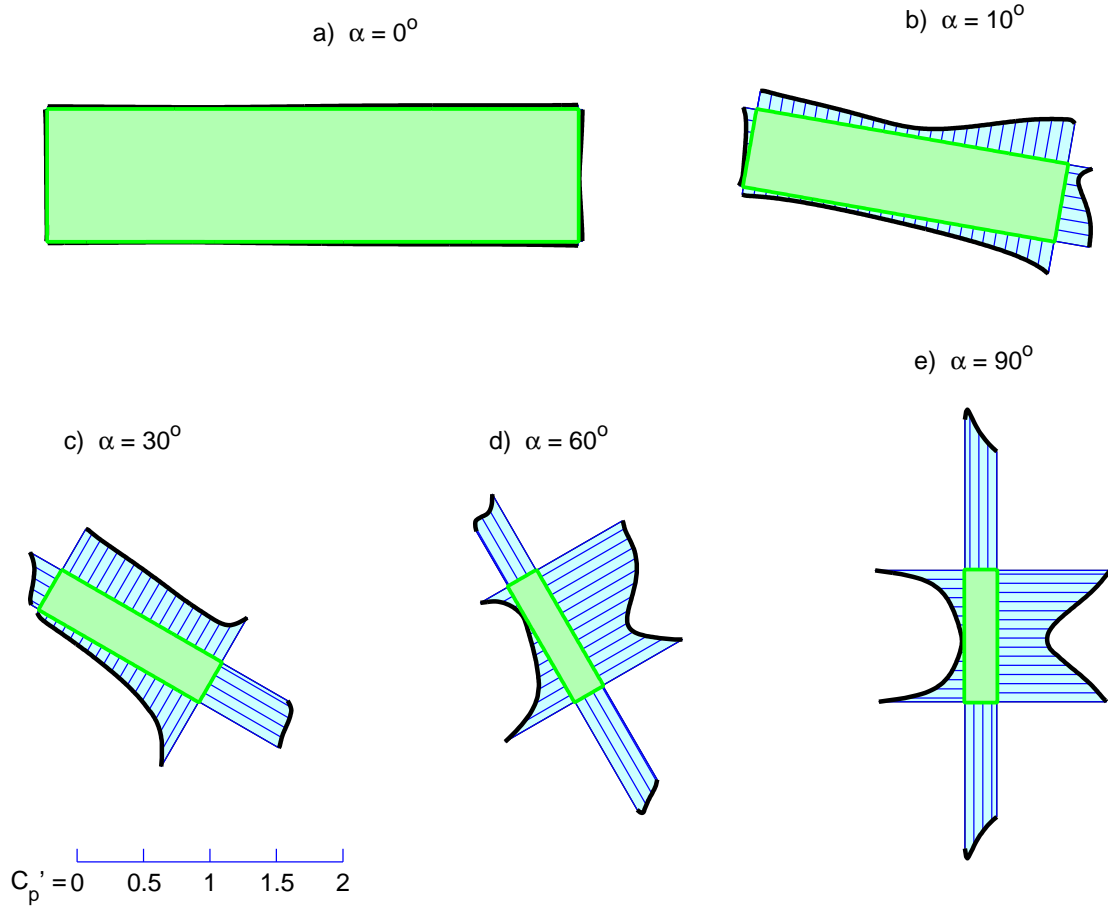 a) α = 0°
b) α = 10°
e) α = 90°
c) α = 30°
d) α = 60°
Cp’ = 0 0.5 1 1.5 2